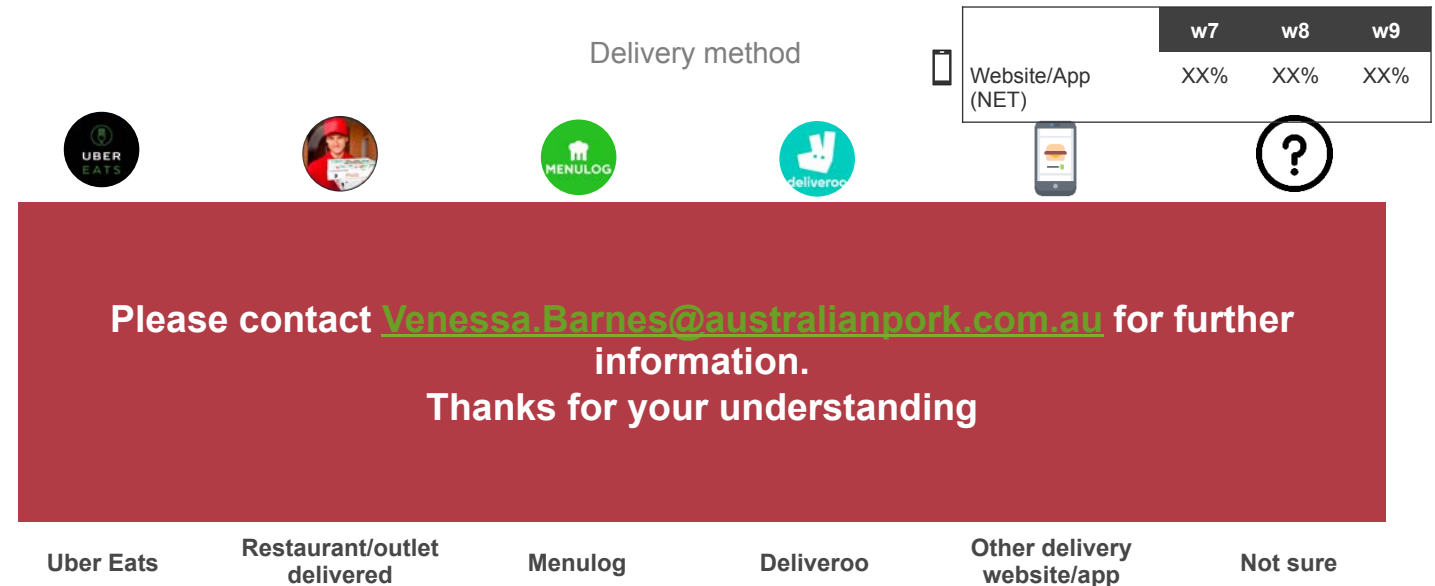 w7 w8 w9
Delivery method
Website/App XX% XX% XX%
(NET)
UBER
EATS
MENULOG
deliveroo
?
Please contact Venessa.Barnes@australianpork.com.au for further
information.
Thanks for your understanding
Uber Eats
Restaurant/outlet
delivered
Menulog
Deliveroo
Other delivery
website/app
Not sure